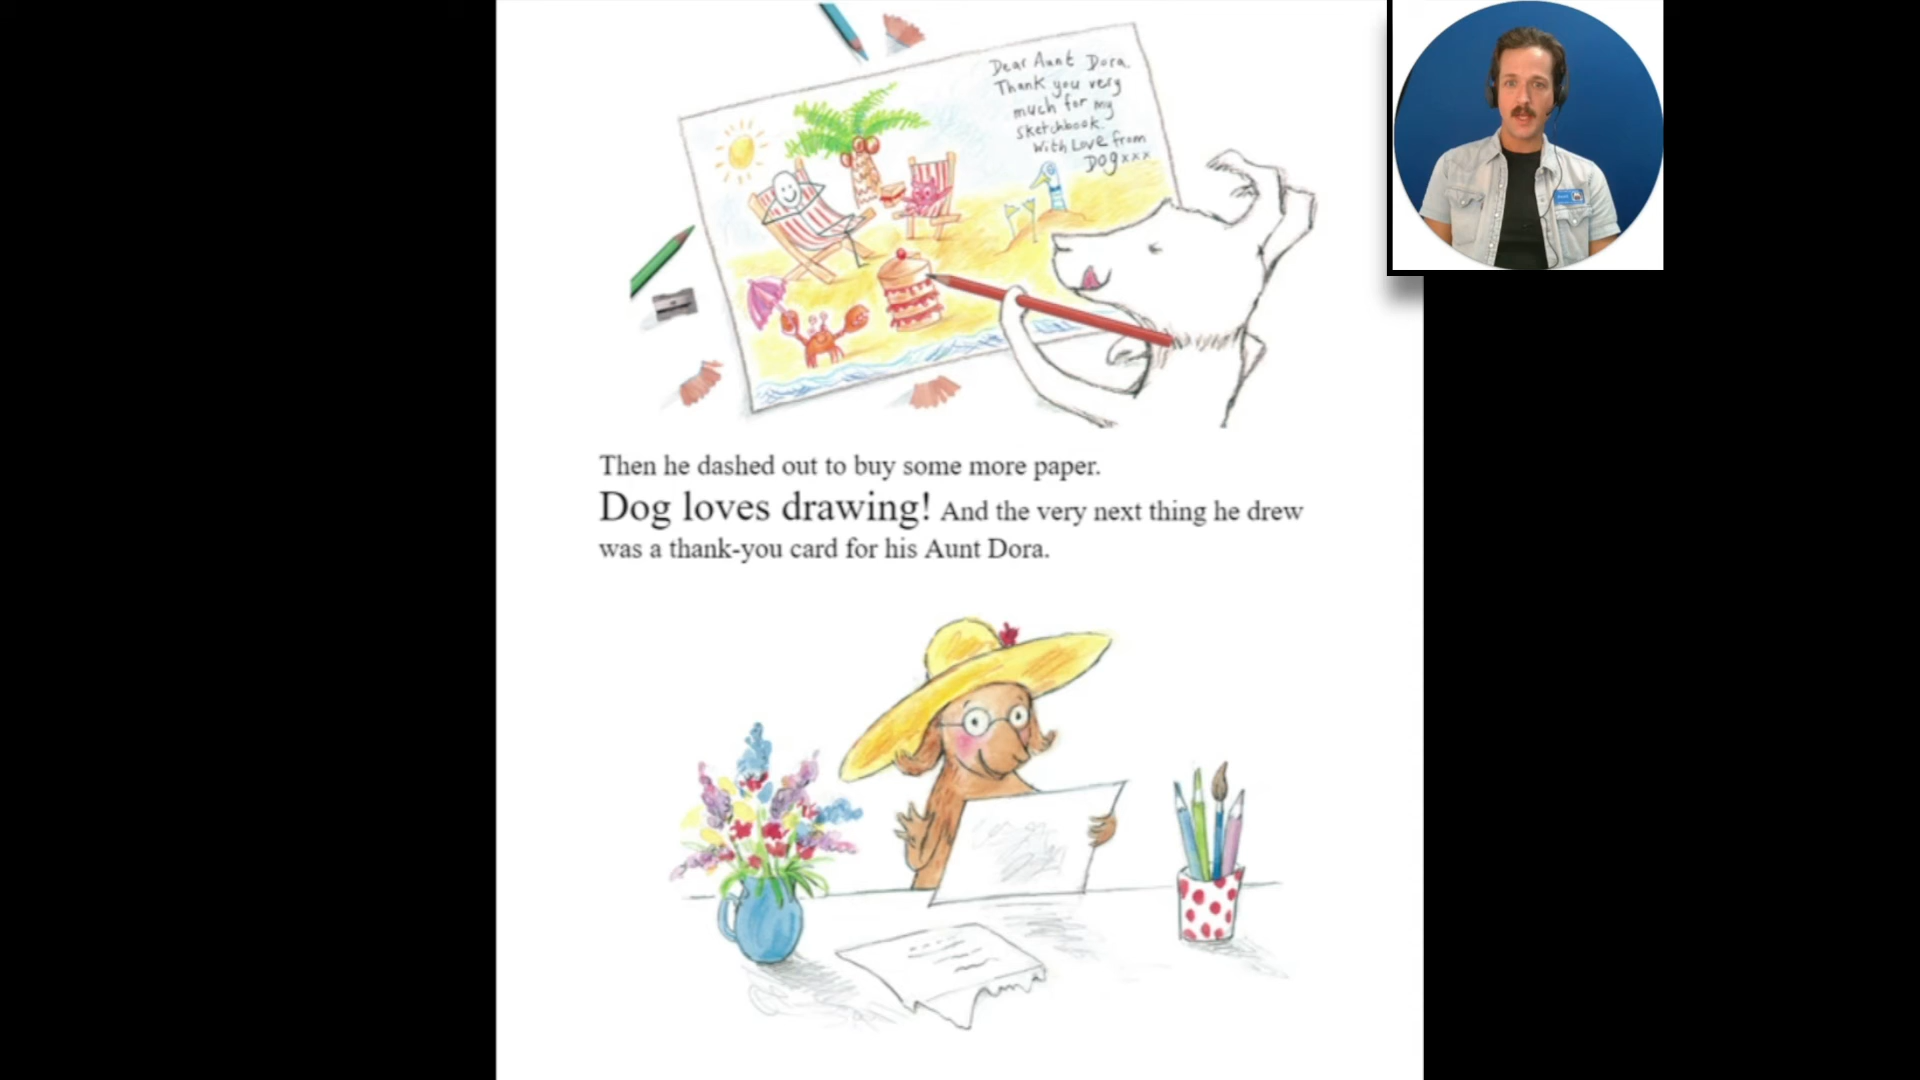 Dear Aunt Dora.
Thank you very
much for my
sketchbook.
With Love from
Dog xxx
Then he dashed out to buy some more paper.
Dog loves drawing! And the very next thing he drew
was a thank-you card for his Aunt Dora.